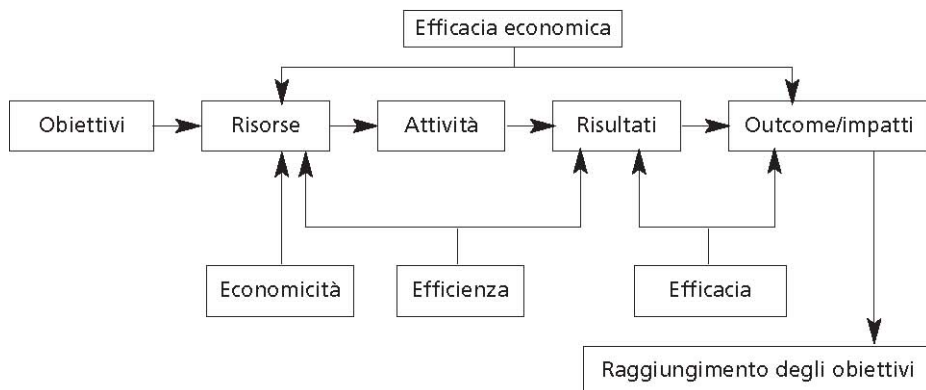 Efficacia economica
Obiettivi
Risorse
Attività
Risultati
Outcome/impatti
Economicità
Efficienza
Efficacia
Raggiungimento degli obiettivi